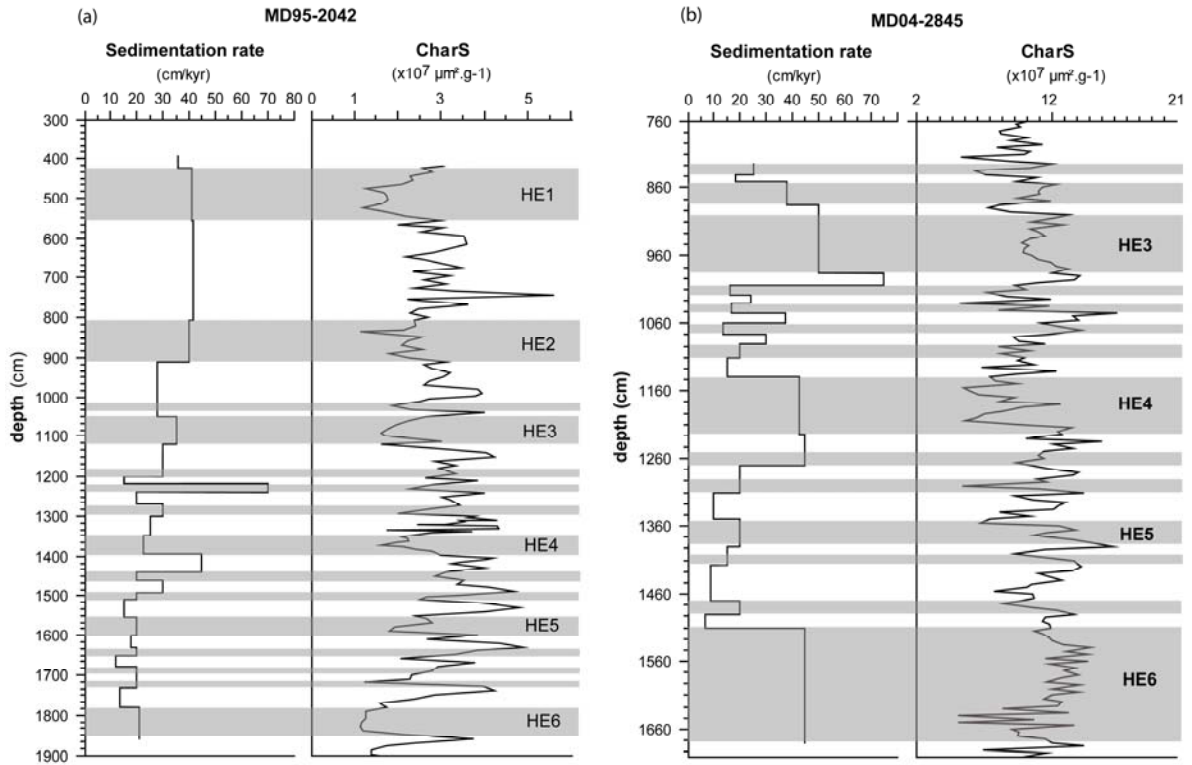 (a)
MD95-2042
Sedimentation rate
(cm/kyr)
CharS
(x10⁷ µm².g-1)
0 10 20 30 40 50 60 70 80
0 1 3 5
depth (cm)
300
400
500
600
700
800
900
1000
1100
1200
1300
1400
1500
1600
1700
1800
1900
HE1
HE2
HE3
HE4
HE5
HE6
(b)
MD04-2845
Sedimentation rate
(cm/kyr)
CharS
(x10⁷ µm².g-1)
0 10 20 30 40 50 60 70
2 12 21
depth (cm)
760
860
960
1060
1160
1260
1360
1460
1560
1660
HE3
HE4
HE5
HE6